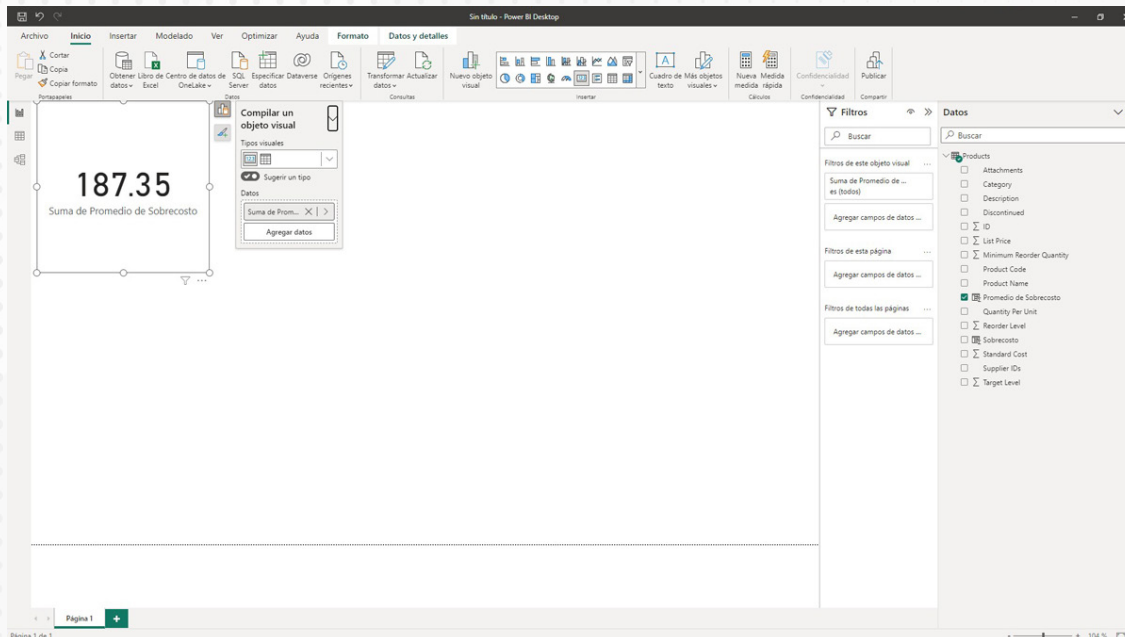 Sin título - Power BI Desktop
Archivo Inicio Insertar Modelado Ver Optimizar Ayuda Formato Datos y detalles
Pegar
Cortar
Copia
Copiar formato
Portapapeles
Obtener datos
Libro de Excel
Centro de datos de OneLake
SQL Server
Especificar datos
Dataverse
Orígenes recientes
Datos
Transformar datos
Actualizar
Consultas
Nuevo objeto visual
Cuadro de texto
Más objetos visuales
Insertar
Nueva medida
Medida rápida
Cálculos
Confidencialidad
Confidencialidad
Publicar
Compartir
187.35
Suma de Promedio de Sobrecosto
Compilar un
objeto visual
Tipos visuales
123
Sugerir un tipo
Datos
Suma de Prom...
Agregar datos
Filtros
Buscar
Filtros de este objeto visual ...
Suma de Promedio de ...
es (todos)
Agregar campos de datos ...
Filtros de esta página ...
Agregar campos de datos ...
Filtros de todas las páginas ...
Agregar campos de datos ...
Datos
Buscar
Products
Attachments
Category
Description
Discontinued
∑ ID
∑ List Price
∑ Minimum Reorder Quantity
Product Code
Product Name
Promedio de Sobrecosto
Quantity Per Unit
∑ Reorder Level
Sobrecosto
∑ Standard Cost
Supplier IDs
∑ Target Level
Página 1 +
Página 1 de 1
- + 104 %